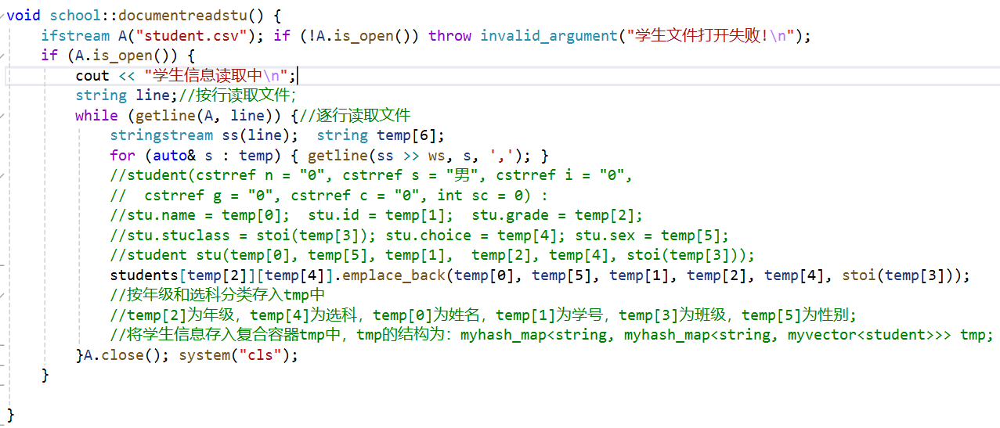 void school::documentreadstu() {
    ifstream A("student.csv"); if (!A.is_open()) throw invalid_argument("学生文件打开失败!\n");
    if (A.is_open()) {
        cout << "学生信息读取中\n";
        string line;//按行读取文件;
        while (getline(A, line)) {//逐行读取文件
            stringstream ss(line);  string temp[6];
            for (auto& s : temp) { getline(ss >> ws, s, ','); }
            //student(cstrref n = "0", cstrref s = "男", cstrref i = "0",
            //  cstrref g = "0", cstrref c = "0", int sc = 0) :
            //stu.name = temp[0];  stu.id = temp[1];  stu.grade = temp[2];
            //stu.stuclass = stoi(temp[3]); stu.choice = temp[4]; stu.sex = temp[5];
            //student stu(temp[0], temp[5], temp[1],  temp[2], temp[4], stoi(temp[3]));
            students[temp[2]][temp[4]].emplace_back(temp[0], temp[5], temp[1], temp[2], temp[4], stoi(temp[3]));
            //按年级和选科分类存入tmp中
            //temp[2]为年级，temp[4]为选科，temp[0]为姓名，temp[1]为学号，temp[3]为班级，temp[5]为性别;
            //将学生信息存入复合容器tmp中，tmp的结构为：myhash_map<string, myhash_map<string, myvector<student>>> tmp;
        }A.close(); system("cls");
    }
}